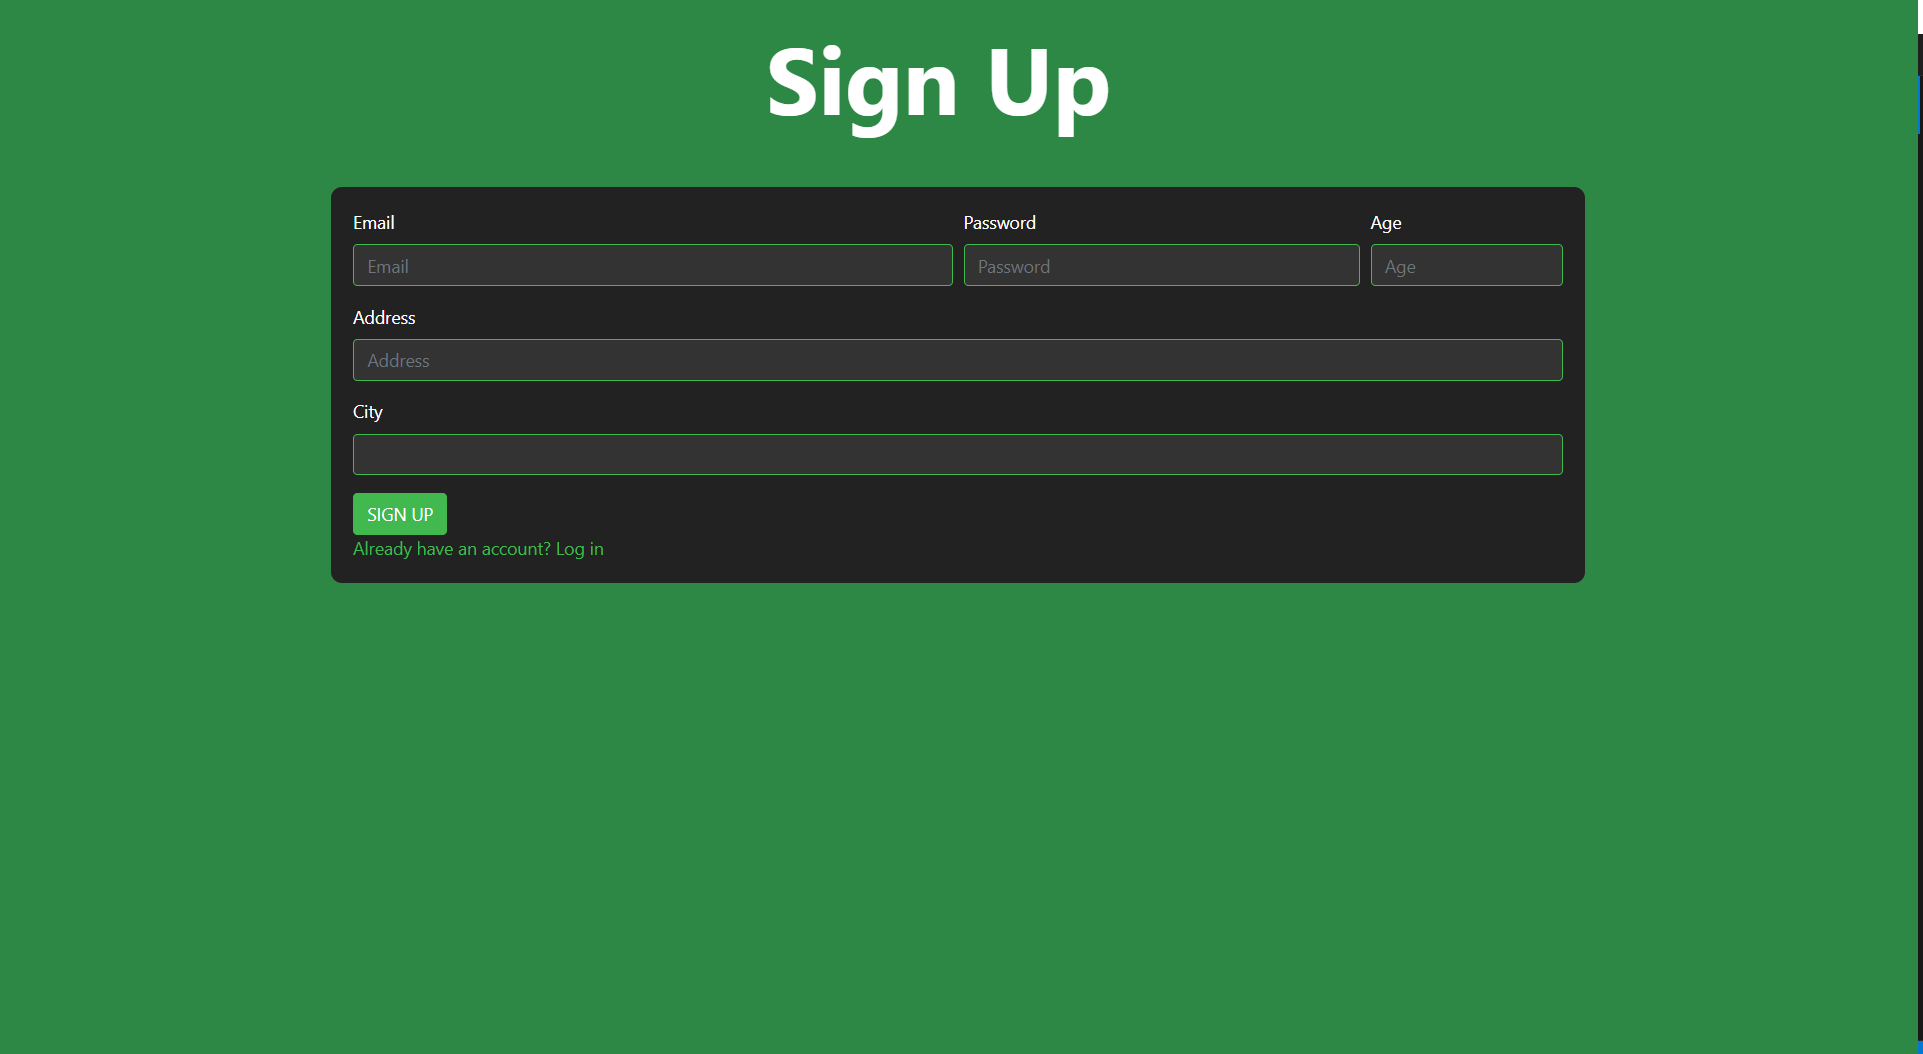 Sign Up
Email Password Age
Email Password Age
Address
Address
City
SIGN UP
Already have an account? Log in